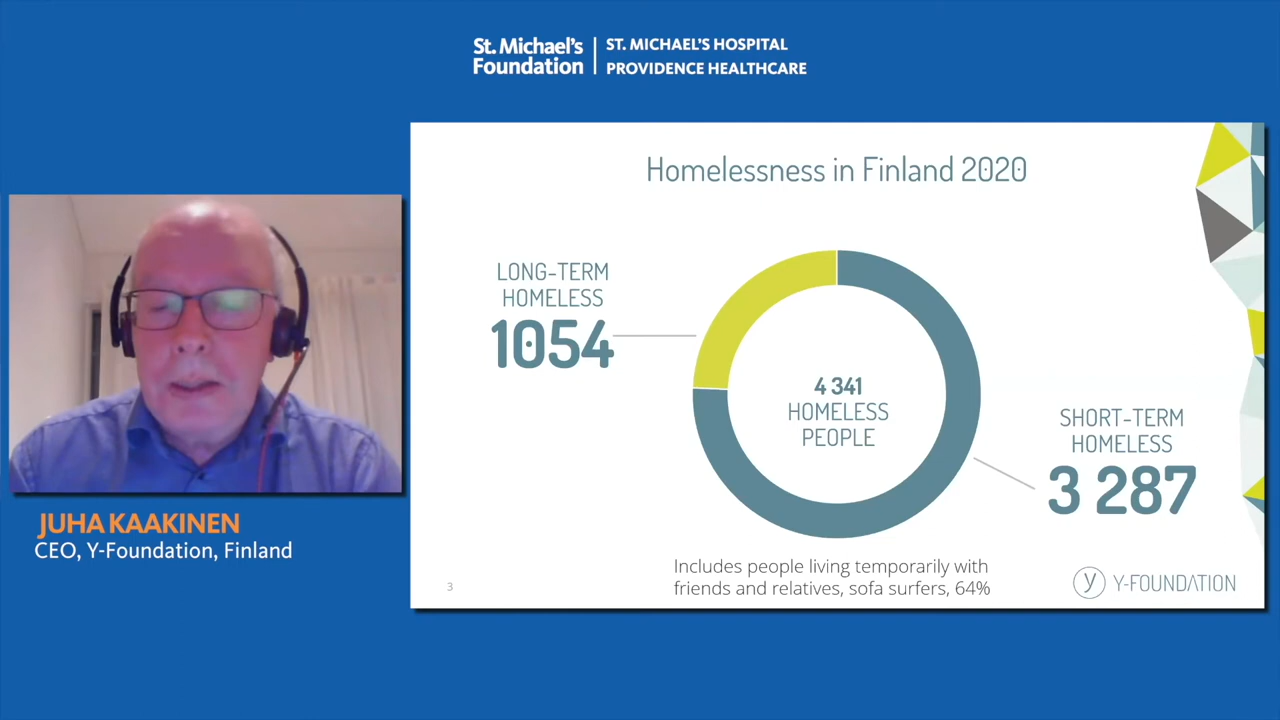 St. Michael's
Foundation
ST. MICHAEL'S HOSPITAL
PROVIDENCE HEALTHCARE
Homelessness in Finland 2020
LONG-TERM
HOMELESS
1054
4 341
HOMELESS
PEOPLE
SHORT-TERM
HOMELESS
3 287
Includes people living temporarily with
friends and relatives, sofa surfers, 64%
3
y Y-FOUNDATION
JUHA KAAKINEN
CEO, Y-Foundation, Finland